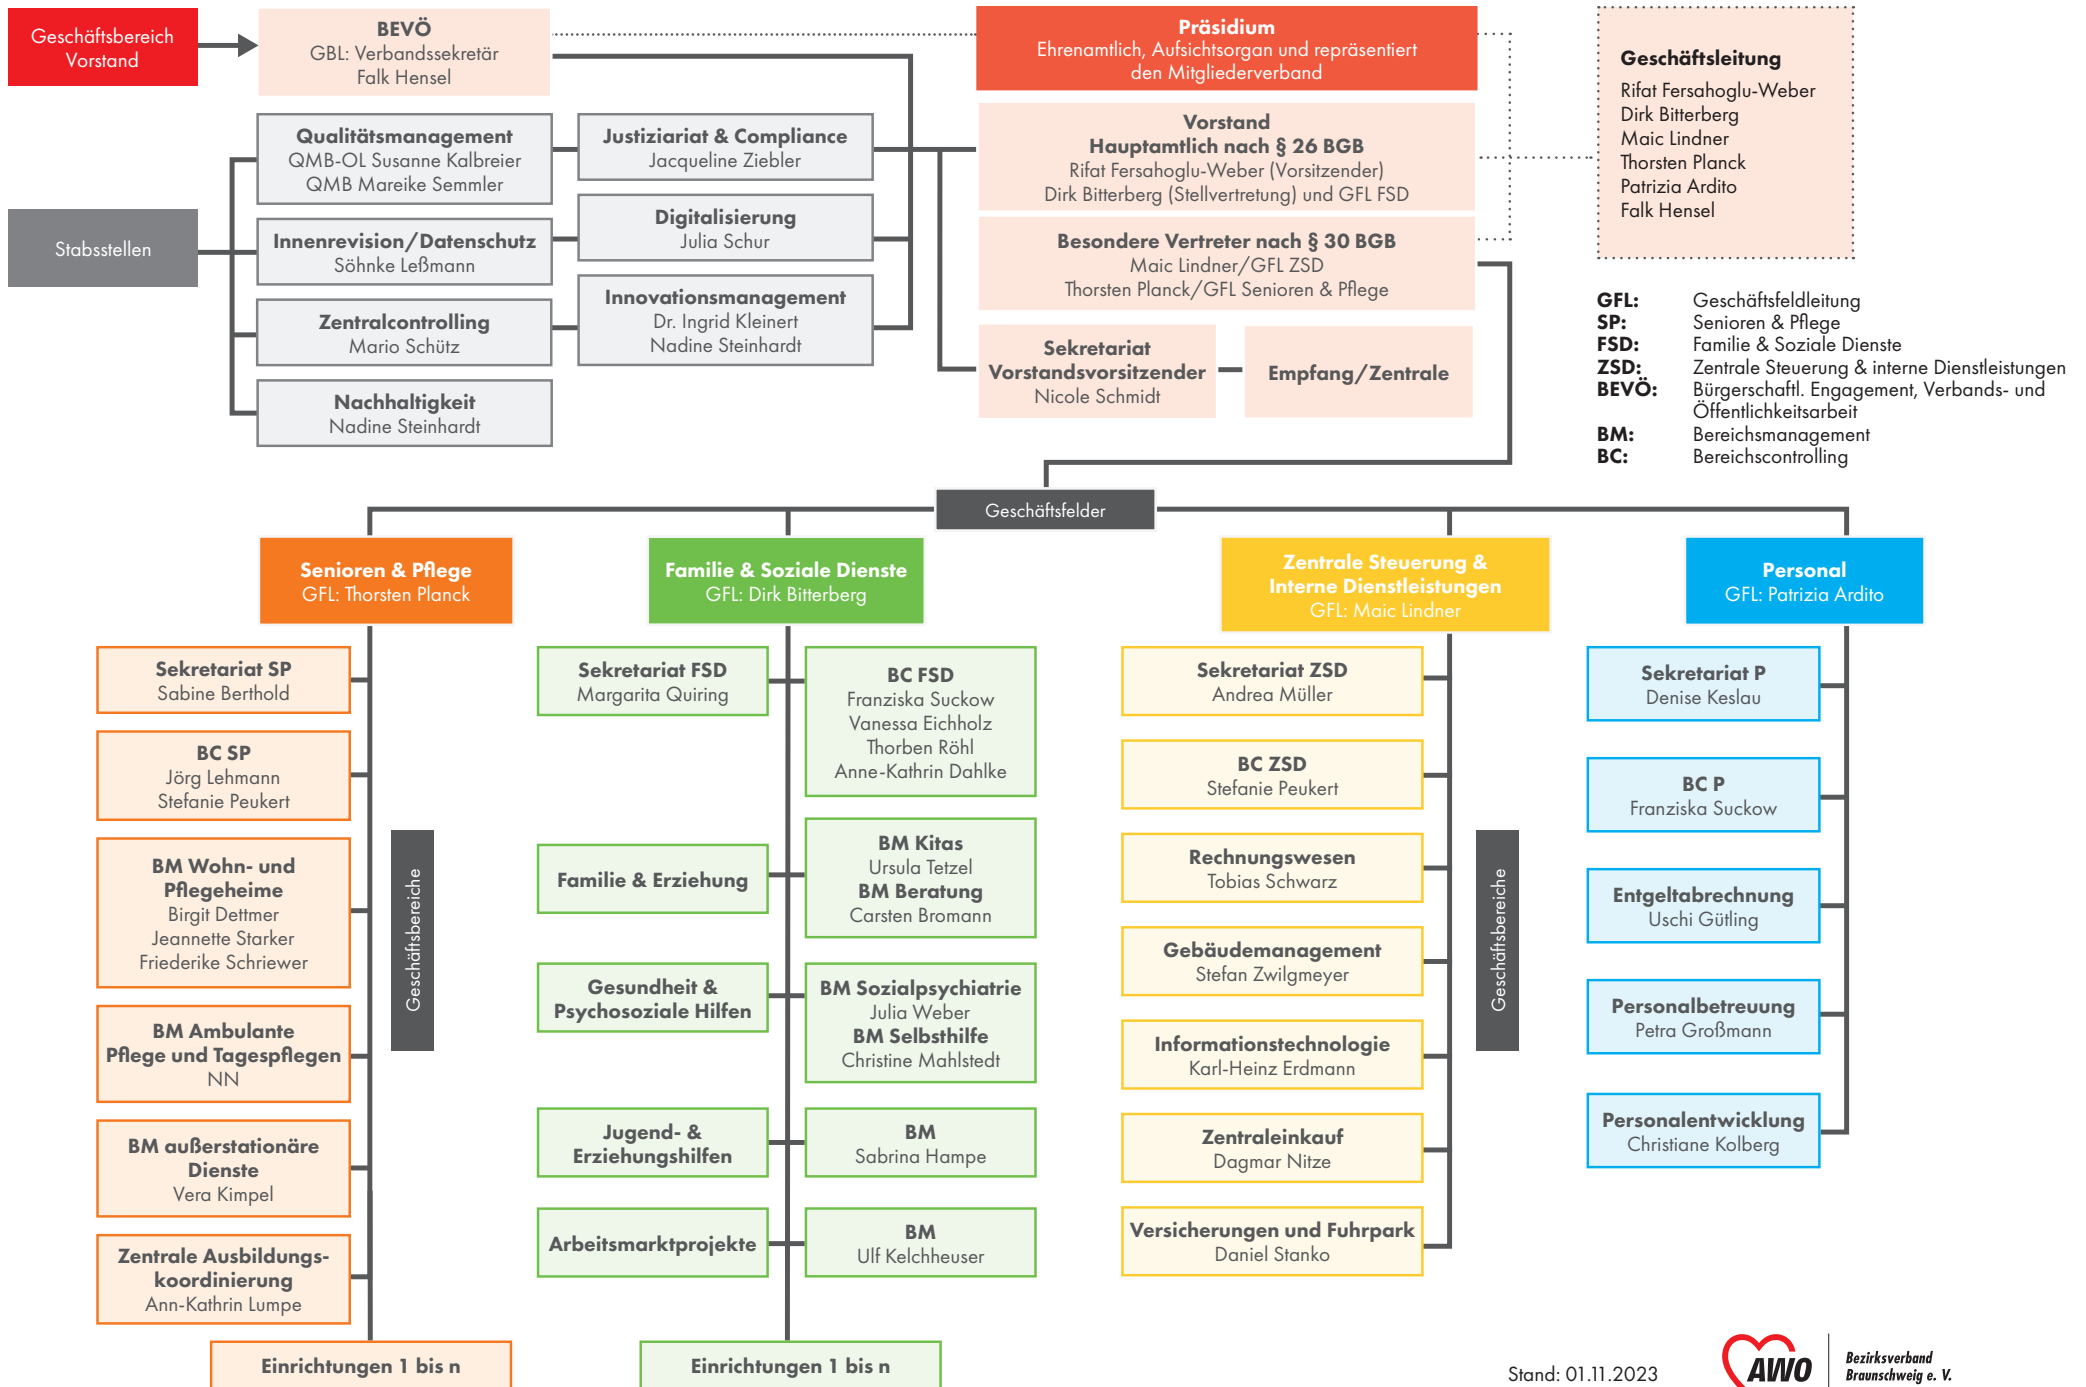 Geschäftsbereich
Vorstand
BEVÖ
GBL: Verbandssekretär
Falk Hensel
Präsidium
Ehrenamtlich, Aufsichtsorgan und repräsentiert
den Mitgliederverband
Geschäftsleitung
Rifat Fersahoglu-Weber
Dirk Bitterberg
Maic Lindner
Thorsten Planck
Patrizia Ardito
Falk Hensel
Stabsstellen
Qualitätsmanagement
QMB-OL Susanne Kalbreier
QMB Mareike Semmler
Innenrevision/Datenschutz
Söhnke Leßmann
Zentralcontrolling
Mario Schütz
Nachhaltigkeit
Nadine Steinhardt
Justiziariat & Compliance
Jacqueline Ziebler
Digitalisierung
Julia Schur
Innovationsmanagement
Dr. Ingrid Kleinert
Nadine Steinhardt
Vorstand
Hauptamtlich nach § 26 BGB
Rifat Fersahoglu-Weber (Vorsitzender)
Dirk Bitterberg (Stellvertretung) und GFL FSD
Besondere Vertreter nach § 30 BGB
Maic Lindner/GFL ZSD
Thorsten Planck/GFL Senioren & Pflege
Sekretariat
Vorstandsvorsitzender
Nicole Schmidt
Empfang/Zentrale
GFL: Geschäftsfeldleitung
SP: Senioren & Pflege
FSD: Familie & Soziale Dienste
ZSD: Zentrale Steuerung & interne Dienstleistungen
BEVÖ: Bürgerschaftl. Engagement, Verbands- und
Öffentlichkeitsarbeit
BM: Bereichsmanagement
BC: Bereichscontrolling
Geschäftsfelder
Senioren & Pflege
GFL: Thorsten Planck
Sekretariat SP
Sabine Berthold
BC SP
Jörg Lehmann
Stefanie Peukert
BM Wohn- und
Pflegeheime
Birgit Dettmer
Jeannette Starker
Friederike Schriewer
BM Ambulante
Pflege und Tagespflegen
NN
BM außerstationäre
Dienste
Vera Kimpel
Zentrale Ausbildungs-
koordinierung
Ann-Kathrin Lumpe
Einrichtungen 1 bis n
Geschäftsbereiche
Familie & Soziale Dienste
GFL: Dirk Bitterberg
Sekretariat FSD
Margarita Quiring
BC FSD
Franziska Suckow
Vanessa Eichholz
Thorben Röhl
Anne-Kathrin Dahlke
Familie & Erziehung
BM Kitas
Ursula Tetzel
BM Beratung
Carsten Bromann
Gesundheit &
Psychosoziale Hilfen
BM Sozialpsychiatrie
Julia Weber
BM Selbsthilfe
Christine Mahlstedt
Jugend- &
Erziehungshilfen
BM
Sabrina Hampe
Arbeitsmarktprojekte
BM
Ulf Kelchheuser
Einrichtungen 1 bis n
Zentrale Steuerung &
Interne Dienstleistungen
GFL: Maic Lindner
Sekretariat ZSD
Andrea Müller
BC ZSD
Stefanie Peukert
Rechnungswesen
Tobias Schwarz
Gebäudemanagement
Stefan Zwilgmeyer
Informationstechnologie
Karl-Heinz Erdmann
Zentraleinkauf
Dagmar Nitze
Versicherungen und Fuhrpark
Daniel Stanko
Geschäftsbereiche
Personal
GFL: Patrizia Ardito
Sekretariat P
Denise Keslau
BC P
Franziska Suckow
Entgeltabrechnung
Uschi Gütling
Personalbetreuung
Petra Großmann
Personalentwicklung
Christiane Kolberg
Stand: 01.11.2023
AWO
Bezirksverband
Braunschweig e. V.